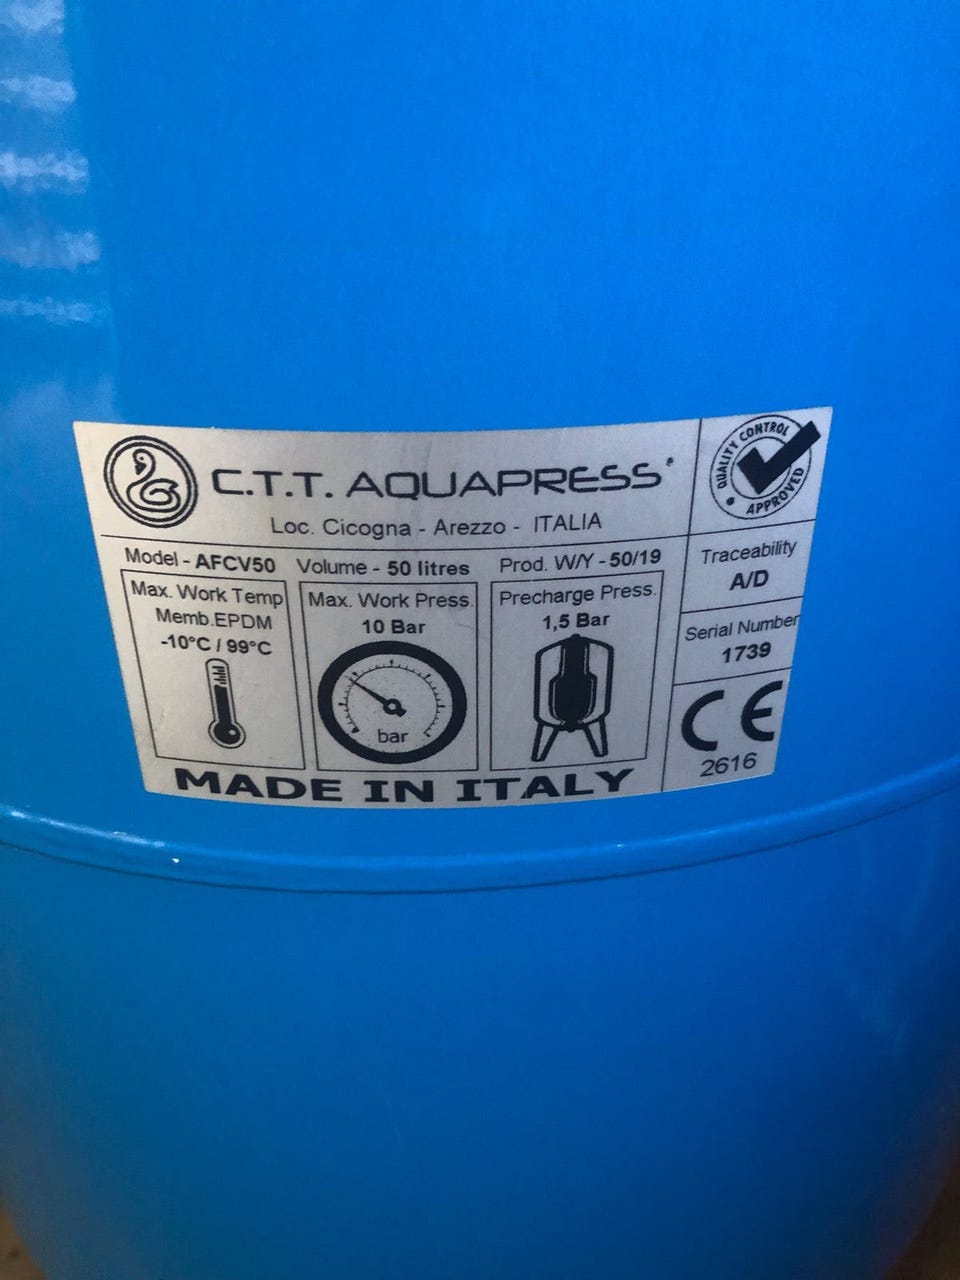 C.T.T. AQUAPRESS®
Loc. Cicogna - Arezzo - ITALIA
QUALITY CONTROL
APPROVED
Model - AFCV50 Volume - 50 litres Prod. W/Y - 50/19
Traceability
A/D
Max. Work Temp
Memb.EPDM
-10°C / 99°C
Max. Work Press.
10 Bar
bar
Precharge Press.
1,5 Bar
Serial Number
1739
CE
2616
MADE IN ITALY